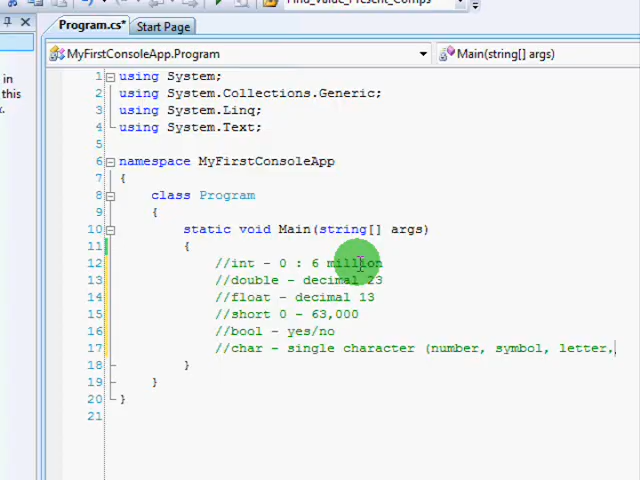 Find_Value_Present_Comps
Program.cs*
Start Page
MyFirstConsoleApp.Program
Main(string[] args)
in
this
1 using System;
2 using System.Collections.Generic;
3 using System.Linq;
4 using System.Text;
5
6 namespace MyFirstConsoleApp
7 {
8 class Program
9 {
10 static void Main(string[] args)
11 {
12 //int - 0 : 6 million
13 //double - decimal 23
14 //float - decimal 13
15 //short 0 - 63,000
16 //bool - yes/no
17 //char - single character (number, symbol, letter,
18 }
19 }
20 }
21